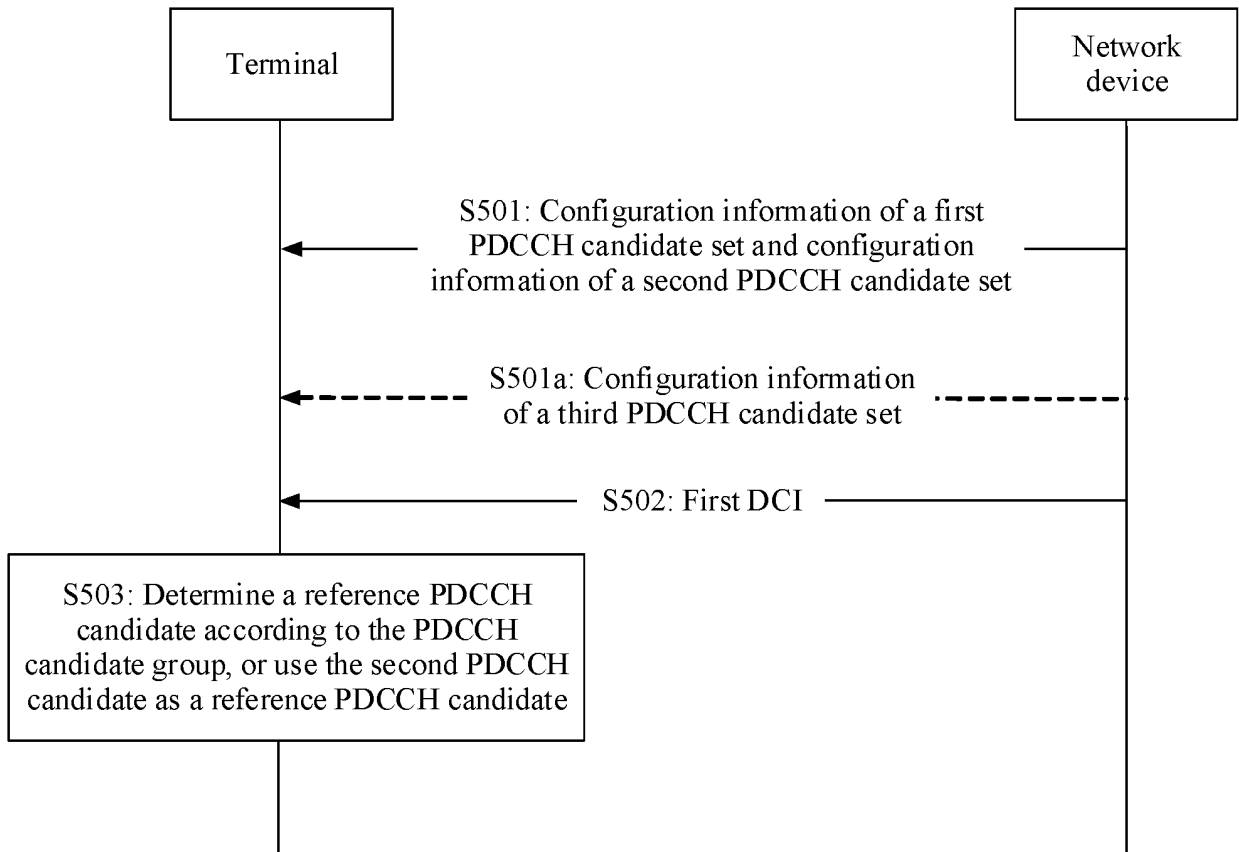 Terminal
Network
device
S501: Configuration information of a first
PDCCH candidate set and configuration
information of a second PDCCH candidate set
S501a: Configuration information
of a third PDCCH candidate set
S502: First DCI
S503: Determine a reference PDCCH
candidate according to the PDCCH
candidate group, or use the second PDCCH
candidate as a reference PDCCH candidate